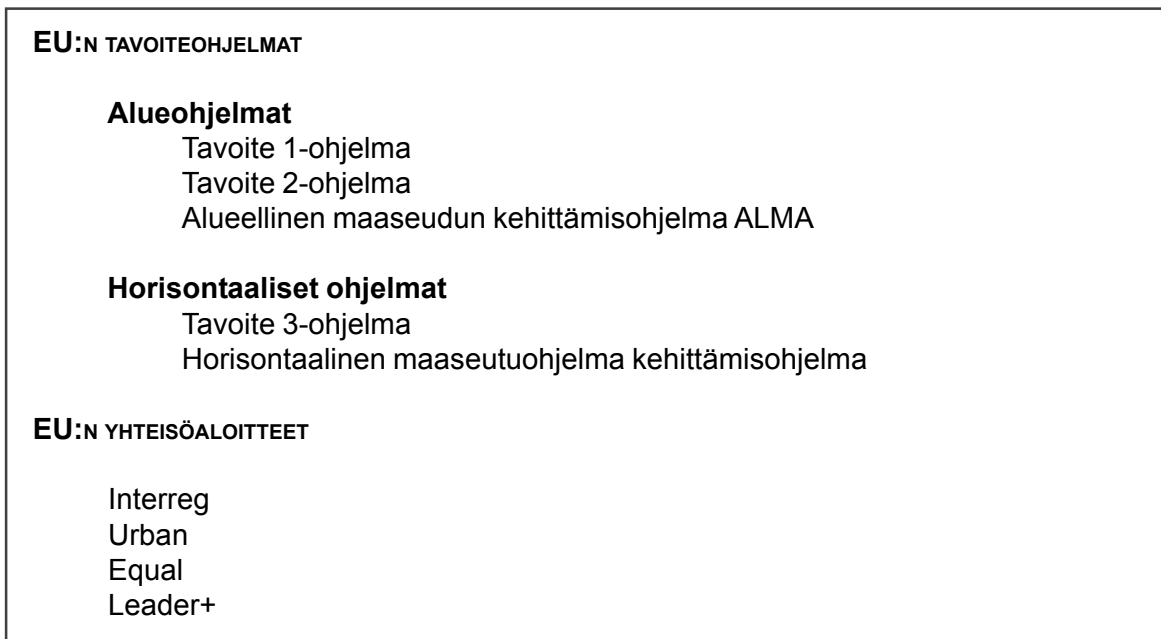 EU:N TAVOITEOHJELMAT
Alueohjelmat
Tavoite 1-ohjelma
Tavoite 2-ohjelma
Alueellinen maaseudun kehittämisohjelma ALMA
Horisontaaliset ohjelmat
Tavoite 3-ohjelma
Horisontaalinen maaseutuohjelma kehittämisohjelma
EU:N YHTEISÖALOITTEET
Interreg
Urban
Equal
Leader+